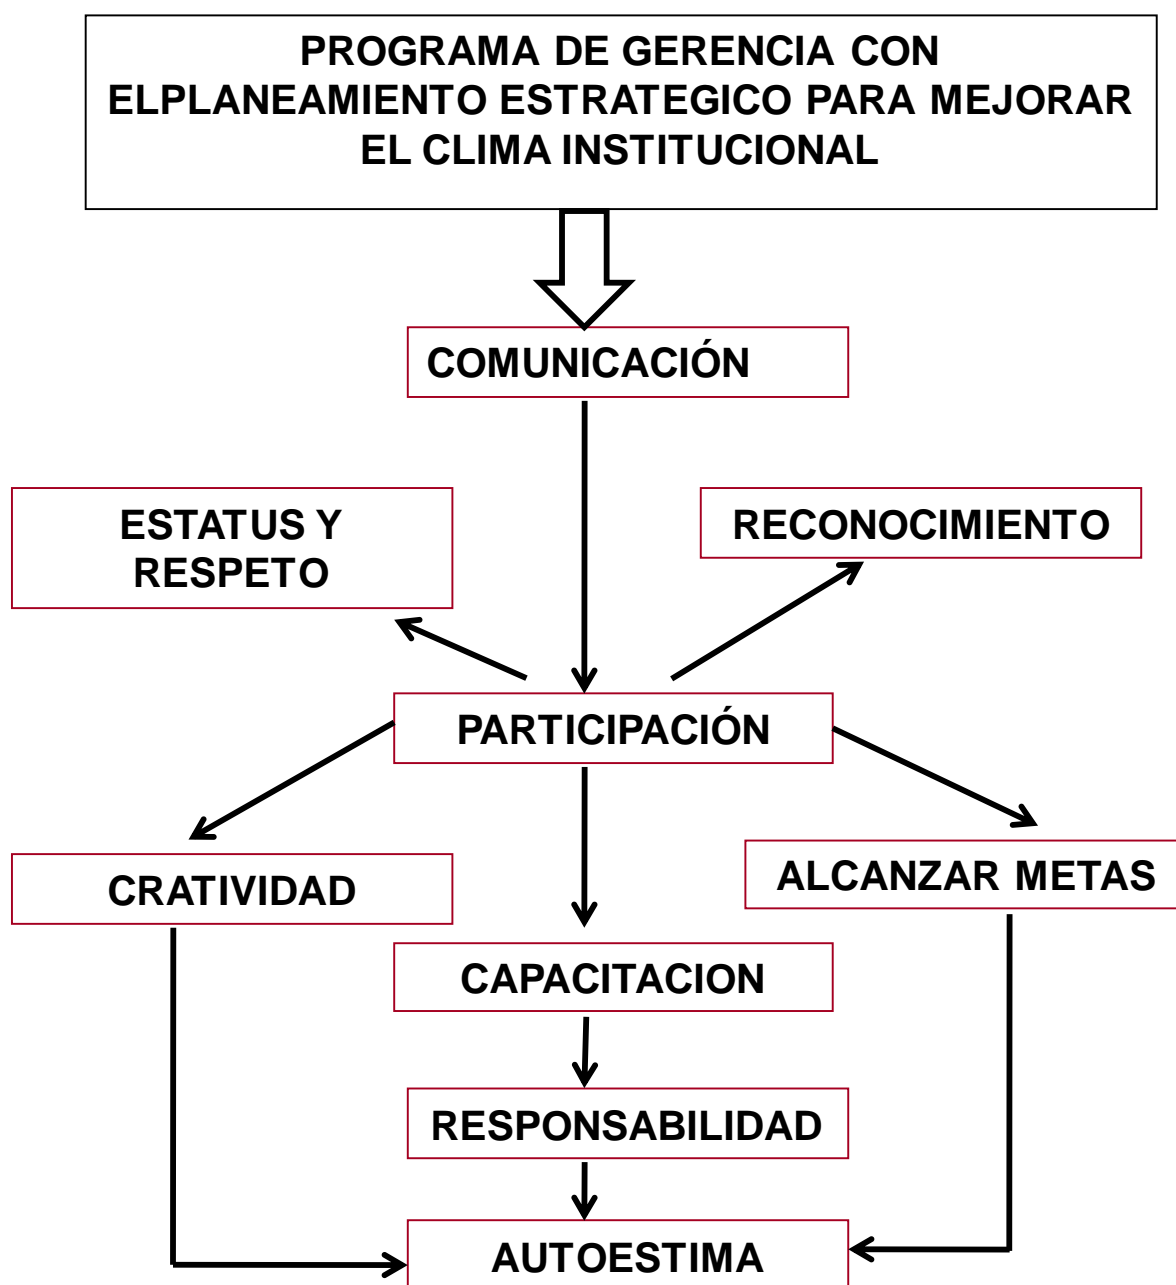 PROGRAMA DE GERENCIA CON
ELPLANEAMIENTO ESTRATEGICO PARA MEJORAR
EL CLIMA INSTITUCIONAL
COMUNICACIÓN
ESTATUS Y
RESPETO
RECONOCIMIENTO
PARTICIPACIÓN
CRATIVIDAD
ALCANZAR METAS
CAPACITACION
RESPONSABILIDAD
AUTOESTIMA